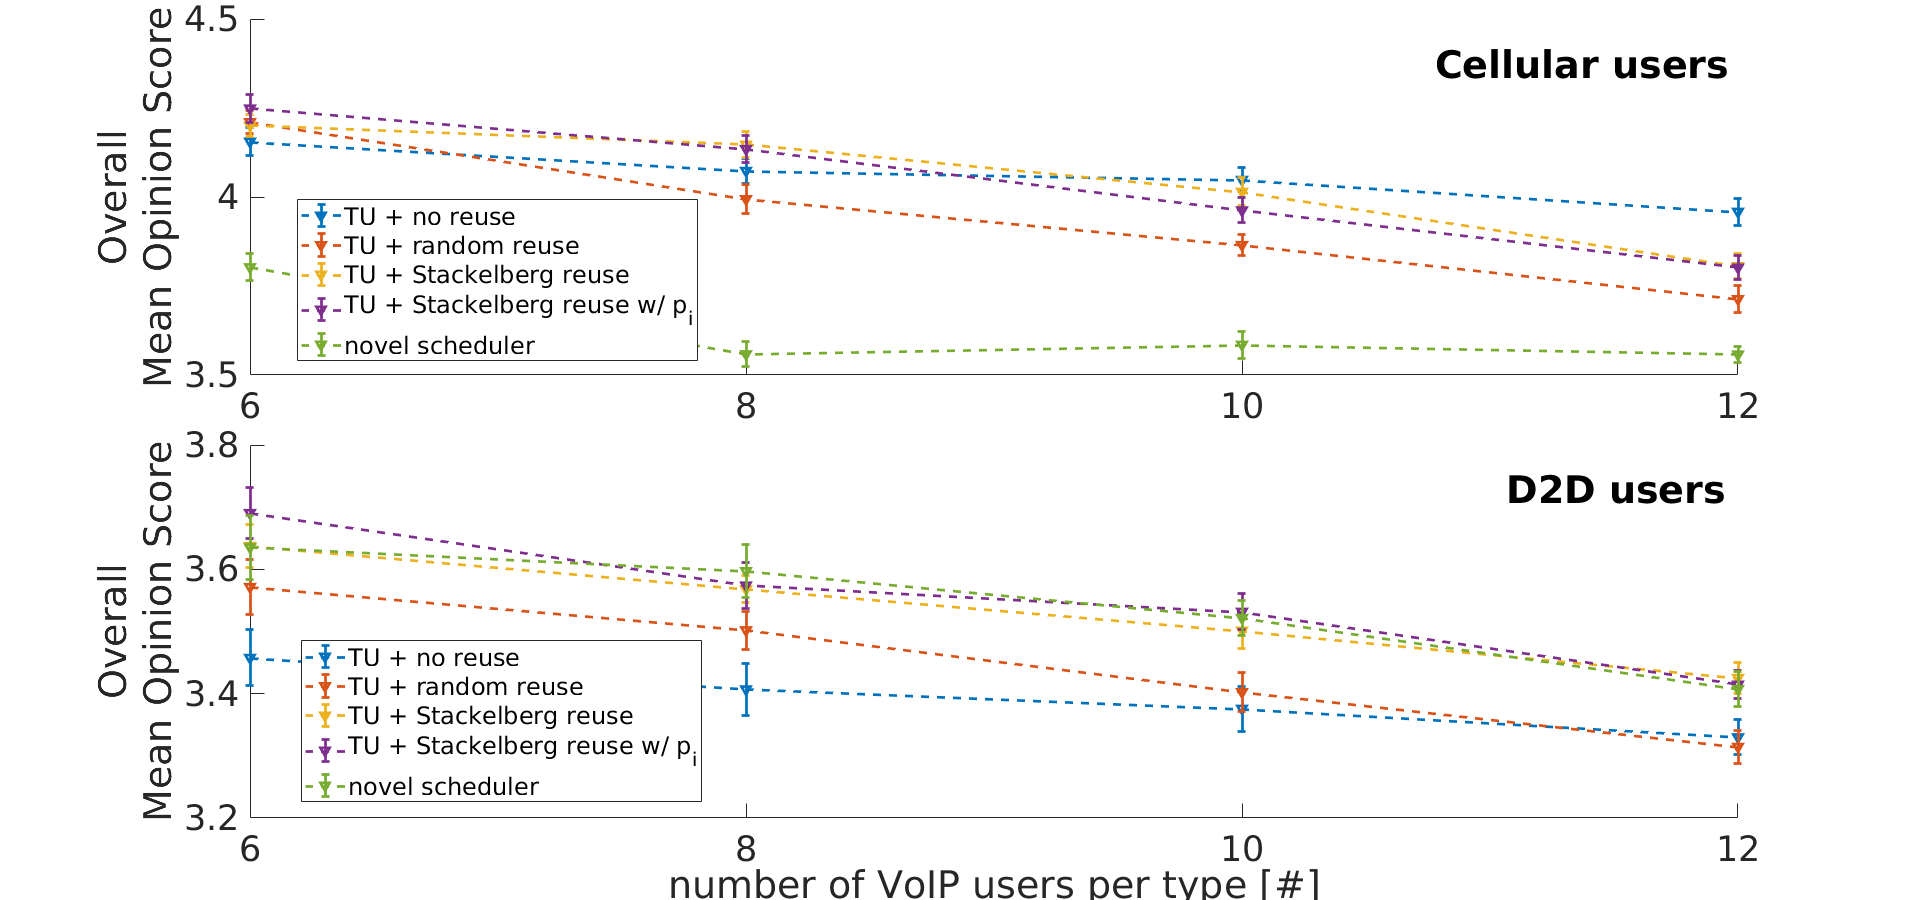 Overall
Mean Opinion Score
4.5
4
3.5
Cellular users
TU + no reuse
TU + random reuse
TU + Stackelberg reuse
TU + Stackelberg reuse w/ pi
novel scheduler
6 8 10 12
Overall
Mean Opinion Score
3.8
3.6
3.4
3.2
D2D users
TU + no reuse
TU + random reuse
TU + Stackelberg reuse
TU + Stackelberg reuse w/ pi
novel scheduler
6 8 10 12
number of VoIP users per type [#]